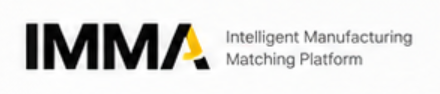 IMMA
Intelligent Manufacturing
Matching Platform